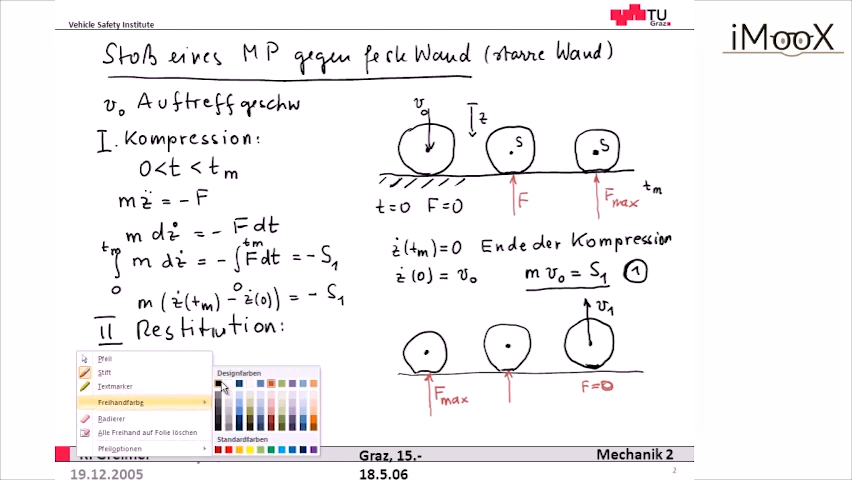 Vehicle Safety Institute
TU
Graz
iMooX
Stoß eines MP gegen feste Wand (starre Wand)
v₀ Auftreffgeschw
I. Kompression:
0<t<tm
m z̈ = - F
m dż = - F dt
∫₀^tm m dż = - ∫₀^tm F dt = - S₁
m (ż(tm) - ż(0)) = - S₁
II Restitution:
v₀
z
S
S
t=0 F=0
F
Fmax
tm
ż(tm)=0 Ende der Kompression
ż(0) = v₀ m v₀ = S₁ ①
v₁
Fmax
F=0
Pfeil
Stift
Textmarker
Freihandfarbe
Radierer
Alle Freihand auf Folie löschen
Pfeiloptionen
Designfarben
Standardfarben
Graz, 15.-
Mechanik 2
19.12.2005
18.5.06
2